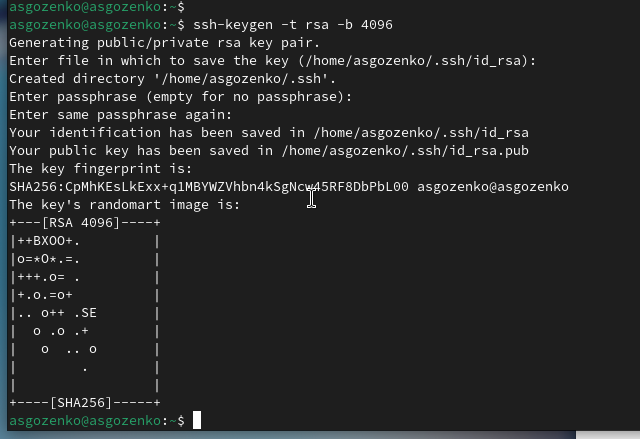 asgozenko@asgozenko:~$
asgozenko@asgozenko:~$ ssh-keygen -t rsa -b 4096
Generating public/private rsa key pair.
Enter file in which to save the key (/home/asgozenko/.ssh/id_rsa):
Created directory '/home/asgozenko/.ssh'.
Enter passphrase (empty for no passphrase):
Enter same passphrase again:
Your identification has been saved in /home/asgozenko/.ssh/id_rsa
Your public key has been saved in /home/asgozenko/.ssh/id_rsa.pub
The key fingerprint is:
SHA256:CpMhKEsLkExx+q1MBYWZVhbn4kSgNcw45RF8DbPbL00 asgozenko@asgozenko
The key's randomart image is:
+---[RSA 4096]----+
|++BXOO+.         |
|o=*O*.=.         |
|+++.o= .         |
|+.o.=o+          |
|.. o++ .SE       |
|  o .o .+        |
|   o  .. o       |
|        .        |
|                 |
+----[SHA256]-----+
asgozenko@asgozenko:~$